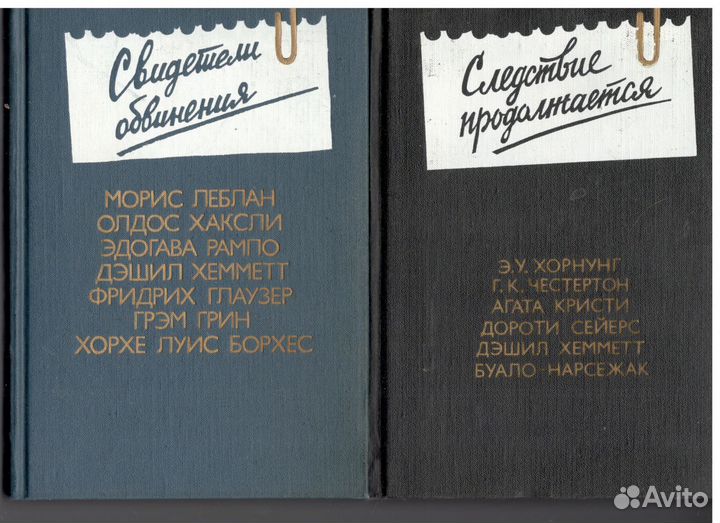 Свидетели
обвинения
МОРИС ЛЕБЛАН
ОЛДОС ХАКСЛИ
ЭДОГАВА РАМПО
ДЭШИЛ ХЕММЕТТ
ФРИДРИХ ГЛАУЗЕР
ГРЭМ ГРИН
ХОРХЕ ЛУИС БОРХЕС
Следствие
продолжается
Э.У. ХОРНУНГ
Г.К. ЧЕСТЕРТОН
АГАТА КРИСТИ
ДОРОТИ СЕЙЕРС
ДЭШИЛ ХЕММЕТТ
БУАЛО-НАРСЕЖАК
Avito